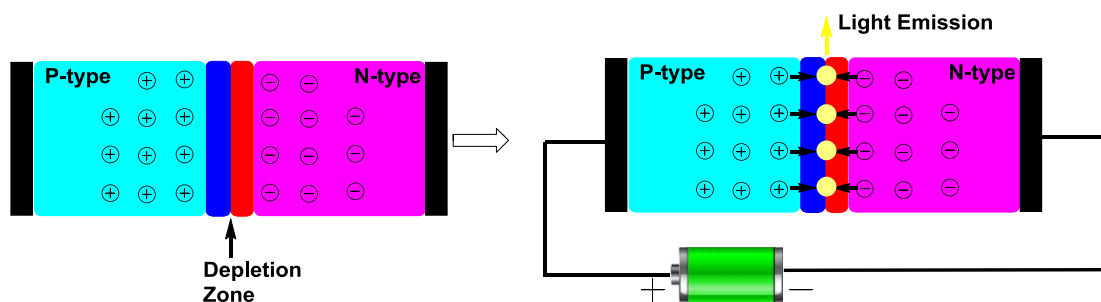 P-type
N-type
Depletion
Zone
Light Emission
P-type
N-type
+
−